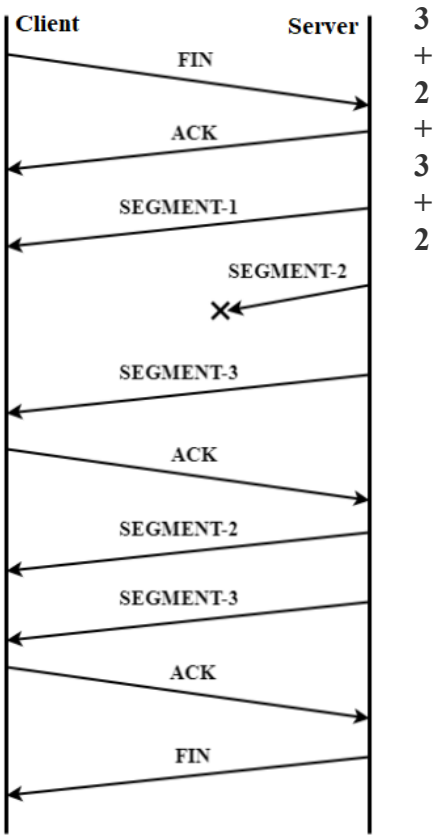 Client Server
FIN
ACK
SEGMENT-1
SEGMENT-2
SEGMENT-3
ACK
SEGMENT-2
SEGMENT-3
ACK
FIN
3
+
2
+
3
+
2